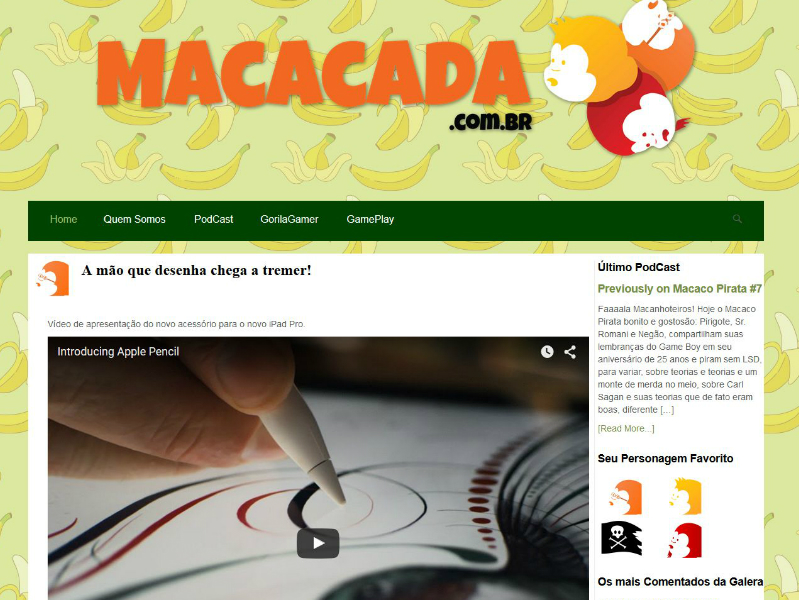 MACACADA
.COM.BR
Home Quem Somos PodCast GorilaGamer GamePlay
A mão que desenha chega a tremer!
Vídeo de apresentação do novo acessório para o novo iPad Pro.
Introducing Apple Pencil
Último PodCast
Previously on Macaco Pirata #7
Faaaala Macanhoteiros! Hoje o Macaco
Pirata bonito e gostosão: Pirigote, Sr.
Romani e Negão, compartilham suas
lembranças do Game Boy em seu
aniversário de 25 anos e piram sem LSD,
para variar, sobre teorias e teorias e um
monte de merda no meio, sobre Carl
Sagan e suas teorias que de fato eram
boas, diferente [...]
[Read More...]
Seu Personagem Favorito
Os mais Comentados da Galera